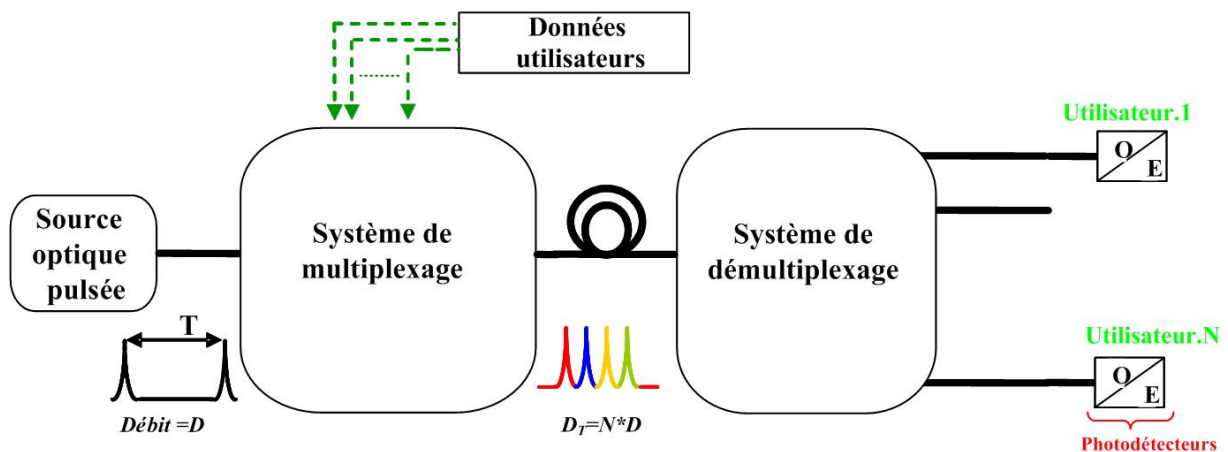 Données
utilisateurs
Utilisateur.1
O
E
Source
optique
pulsée
Système de
multiplexage
Système de
démultiplexage
T
Utilisateur.N
O
E
Débit =D
D_T=N*D
Photodétecteurs